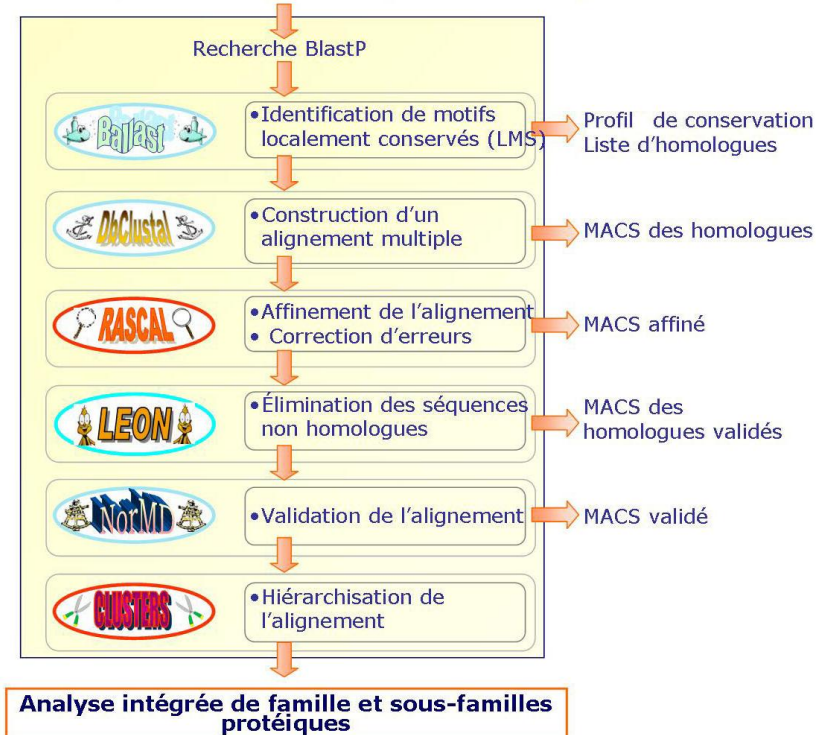 Recherche BlastP
Ballast
•Identification de motifs
localement conservés (LMS)
Profil de conservation
Liste d'homologues
DbClustal
•Construction d'un
alignement multiple
MACS des homologues
RASCAL
•Affinement de l'alignement
• Correction d'erreurs
MACS affiné
LEON
•Élimination des séquences
non homologues
MACS des
homologues validés
NorMD
•Validation de l'alignement
MACS validé
CLUSTERS
•Hiérarchisation de
l'alignement
Analyse intégrée de famille et sous-familles
protéiques